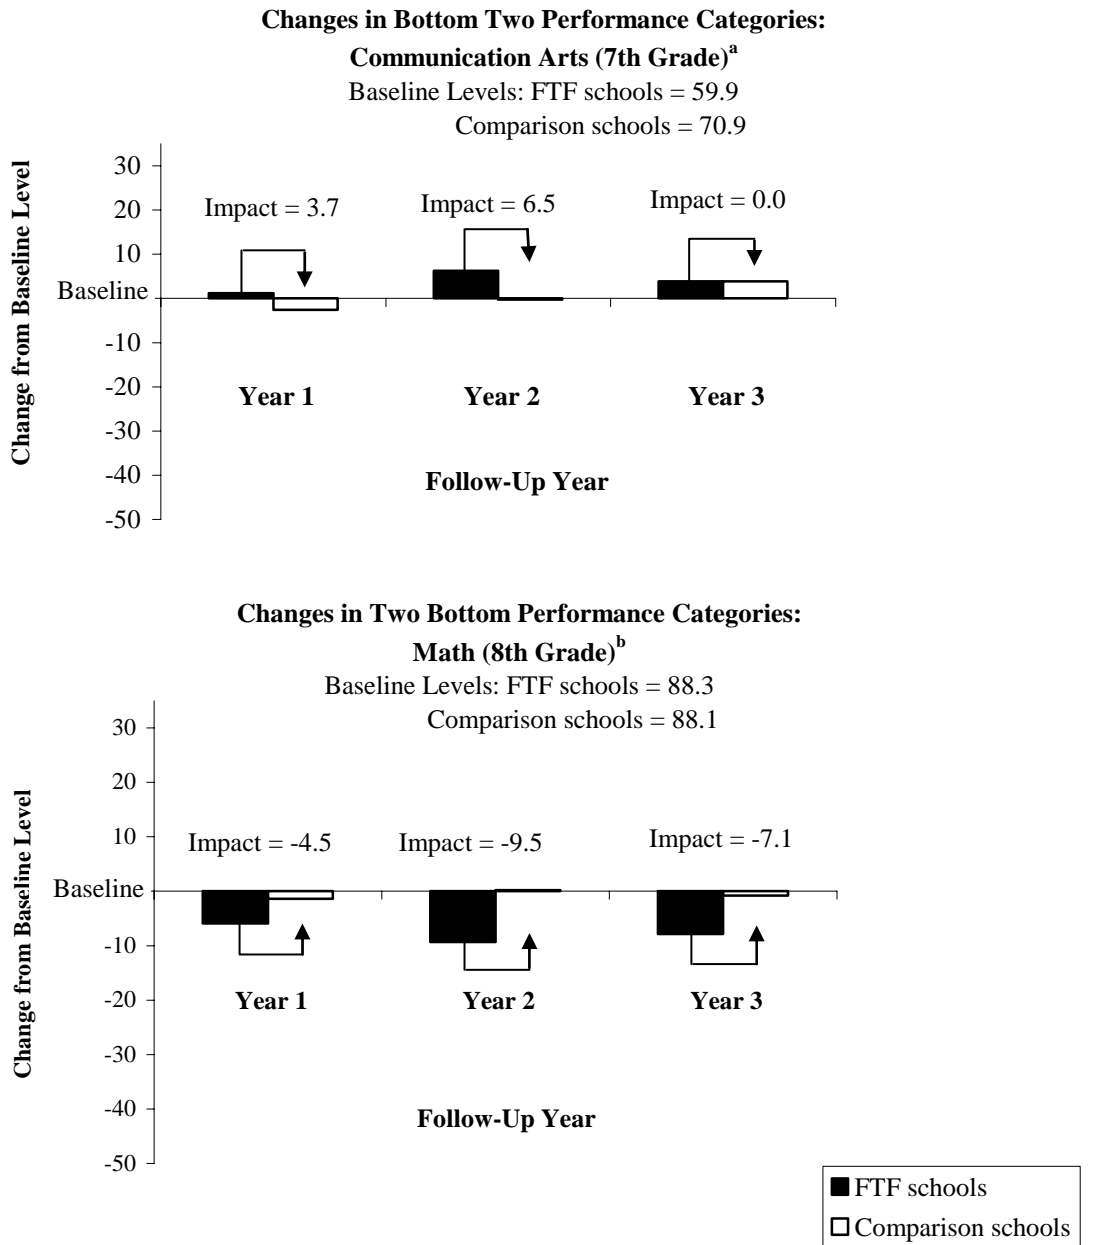 Changes in Bottom Two Performance Categories:
Communication Arts (7th Grade)a
Baseline Levels: FTF schools = 59.9
Comparison schools = 70.9
Change from Baseline Level
30
20
10
Baseline
-10
-20
-30
-40
-50
Impact = 3.7
Impact = 6.5
Impact = 0.0
Year 1
Year 2
Year 3
Follow-Up Year
Changes in Two Bottom Performance Categories:
Math (8th Grade)b
Baseline Levels: FTF schools = 88.3
Comparison schools = 88.1
Change from Baseline Level
30
20
10
Baseline
-10
-20
-30
-40
-50
Impact = -4.5
Impact = -9.5
Impact = -7.1
Year 1
Year 2
Year 3
Follow-Up Year
FTF schools
Comparison schools